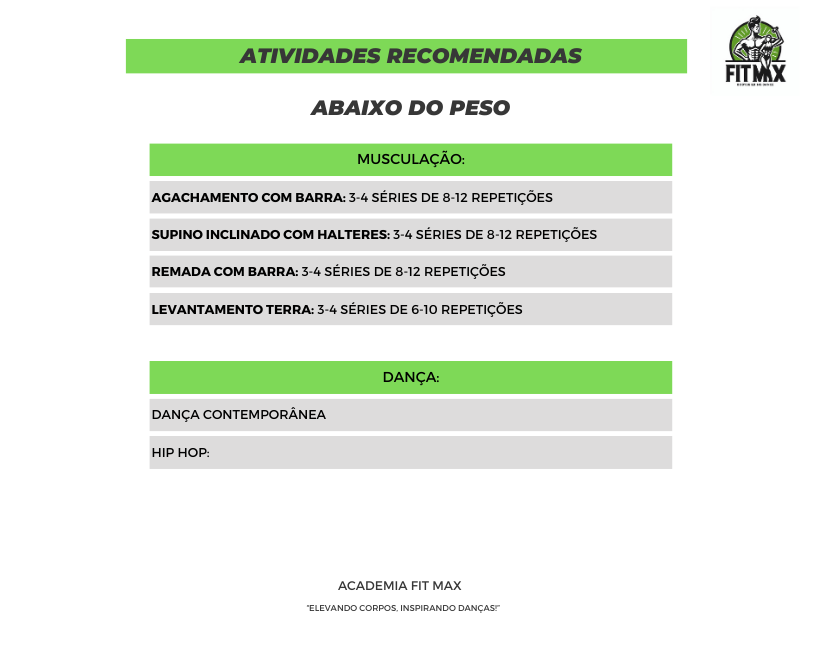 ATIVIDADES RECOMENDADAS
FITMAX
ABAIXO DO PESO
MUSCULAÇÃO:
AGACHAMENTO COM BARRA: 3-4 SÉRIES DE 8-12 REPETIÇÕES
SUPINO INCLINADO COM HALTERES: 3-4 SÉRIES DE 8-12 REPETIÇÕES
REMADA COM BARRA: 3-4 SÉRIES DE 8-12 REPETIÇÕES
LEVANTAMENTO TERRA: 3-4 SÉRIES DE 6-10 REPETIÇÕES
DANÇA:
DANÇA CONTEMPORÂNEA
HIP HOP:
ACADEMIA FIT MAX
"ELEVANDO CORPOS, INSPIRANDO DANÇAS!"